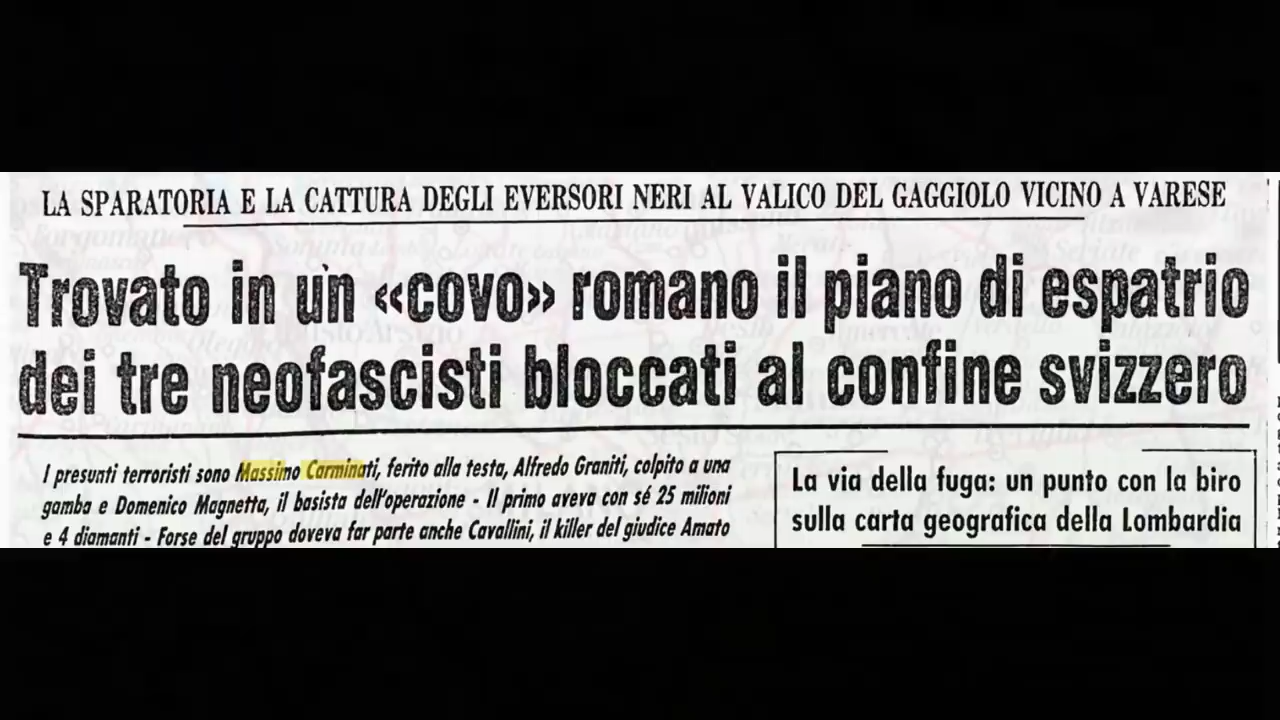 LA SPARATORIA E LA CATTURA DEGLI EVERSORI NERI AL VALICO DEL GAGGIOLO VICINO A VARESE
Trovato in un «covo» romano il piano di espatrio
dei tre neofascisti bloccati al confine svizzero
I presunti terroristi sono Massimo Carminati, ferito alla testa, Alfredo Graniti, colpito a una
gamba e Domenico Magnetta, il basista dell'operazione - Il primo aveva con sé 25 milioni
e 4 diamanti - Forse del gruppo doveva far parte anche Cavallini, il killer del giudice Amato
La via della fuga: un punto con la biro
sulla carta geografica della Lombardia